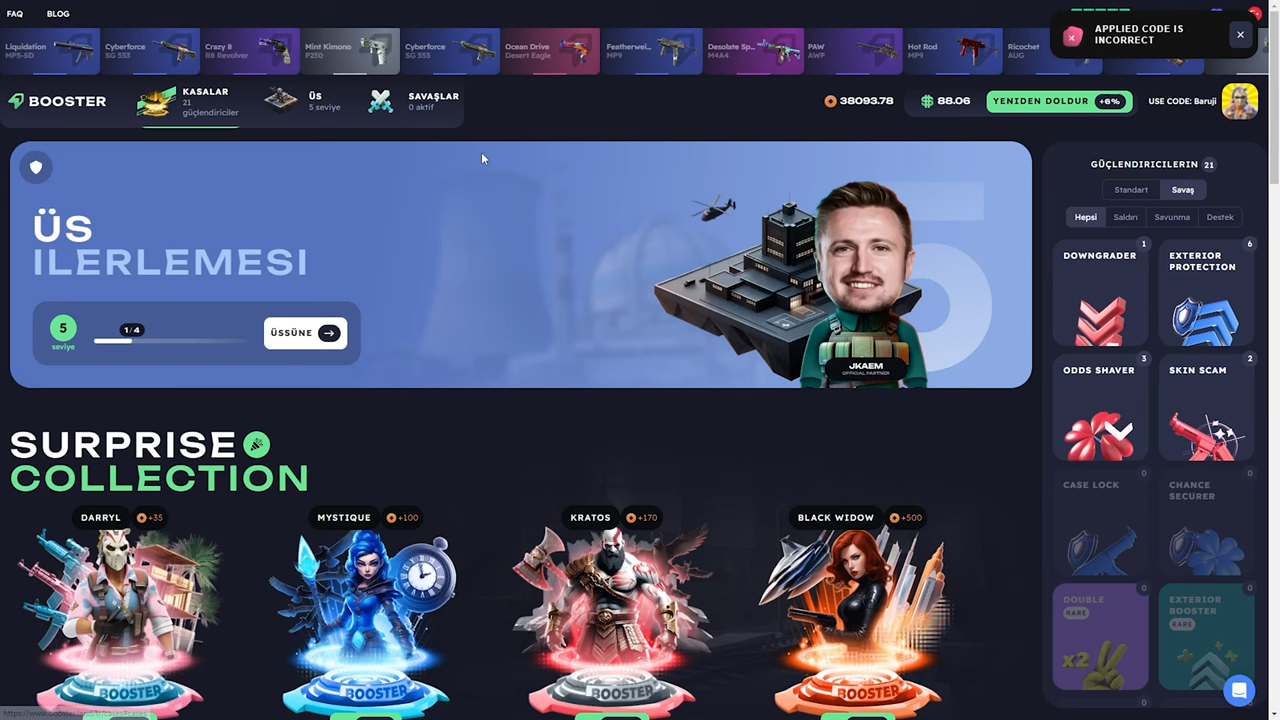 FAQ
BLOG
Liquidation
MP5-SD
Cyberforce
SG 553
Crazy 8
R8 Revolver
Mint Kimono
P250
Cyberforce
SG 553
Ocean Drive
Desert Eagle
Featherwei...
MP9
Desolate Sp...
M4A4
PAW
AWP
Hot Rod
MP9
Ricochet
AUG
APPLIED CODE IS
INCORRECT
BOOSTER
KASALAR
21
güçlendiriciler
ÜS
5 seviye
SAVAŞLAR
0 aktif
38093.78
88.06
YENIDEN DOLDUR +6%
USE CODE: Baruji
ÜS
ILERLEMESI
5
seviye
1/4
ÜSSÜNE
5
JKAEM
OFFICIAL PARTNER
GÜÇLENDIRICILERIN 21
Standart
Savaş
Hepsi
Saldırı
Savunma
Destek
1
DOWNGRADER
6
EXTERIOR
PROTECTION
3
ODDS SHAVER
2
SKIN SCAM
0
CASE LOCK
0
CHANCE
SECURER
0
DOUBLE
RARE
x2
0
EXTERIOR
BOOSTER
RARE
0
0
SURPRISE
COLLECTION
DARRYL
+35
MYSTIQUE
+100
KRATOS
+170
BLACK WIDOW
+500
BOOSTER
BOOSTER
BOOSTER
BOOSTER